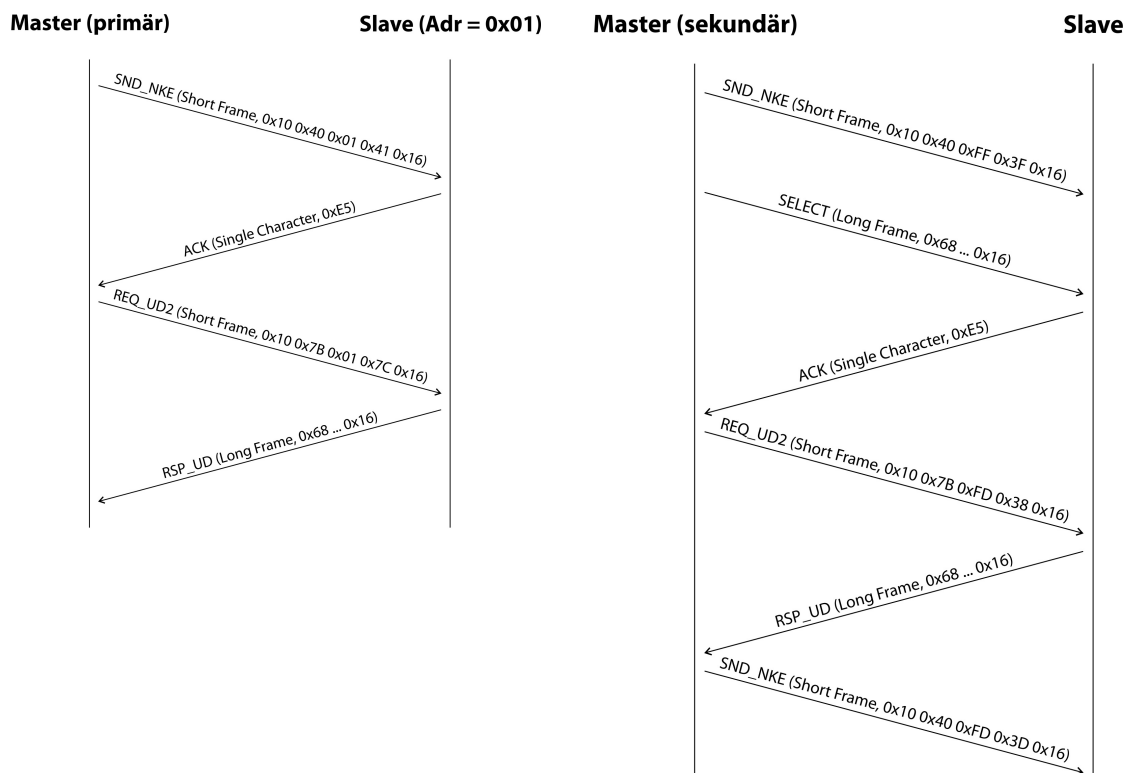 Master (primär)
Slave (Adr = 0x01)
SND_NKE (Short Frame, 0x10 0x40 0x01 0x41 0x16)
ACK (Single Character, 0xE5)
REQ_UD2 (Short Frame, 0x10 0x7B 0x01 0x7C 0x16)
RSP_UD (Long Frame, 0x68 ... 0x16)
Master (sekundär)
Slave
SND_NKE (Short Frame, 0x10 0x40 0xFF 0x3F 0x16)
SELECT (Long Frame, 0x68 ... 0x16)
ACK (Single Character, 0xE5)
REQ_UD2 (Short Frame, 0x10 0x7B 0xFD 0x38 0x16)
RSP_UD (Long Frame, 0x68 ... 0x16)
SND_NKE (Short Frame, 0x10 0x40 0xFD 0x3D 0x16)